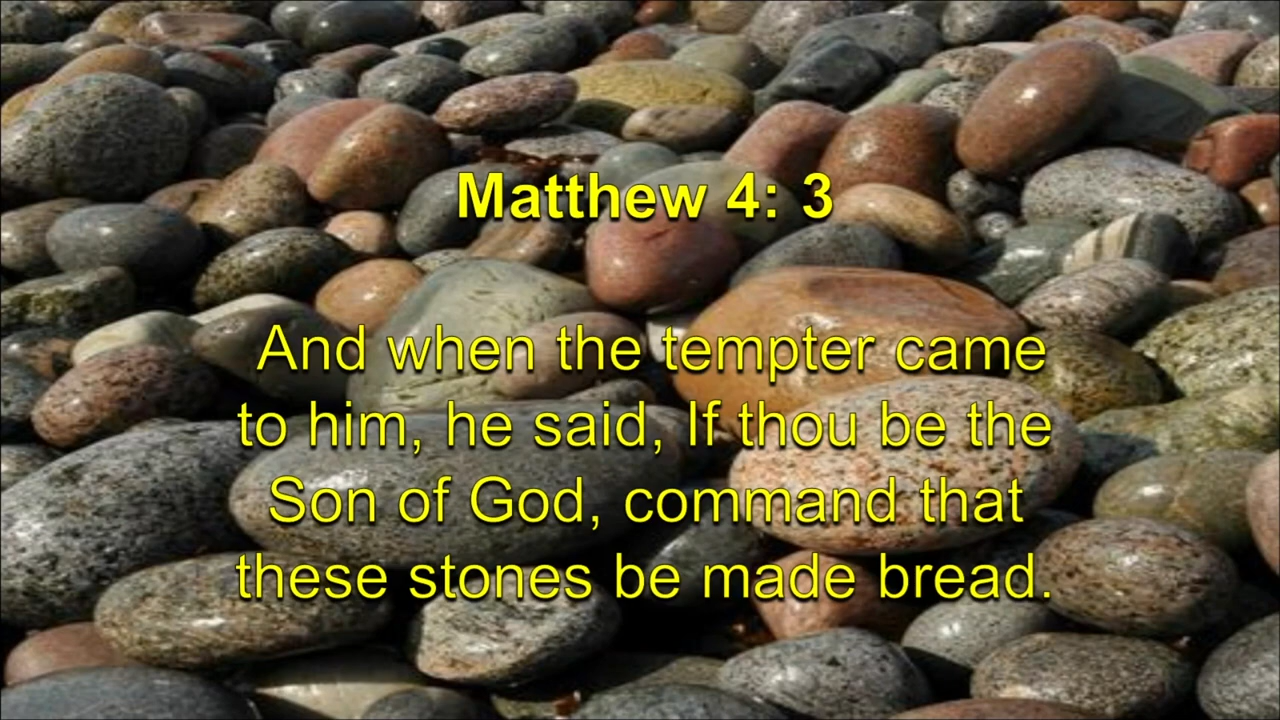 Matthew 4: 3
And when the tempter came
to him, he said, If thou be the
Son of God, command that
these stones be made bread.